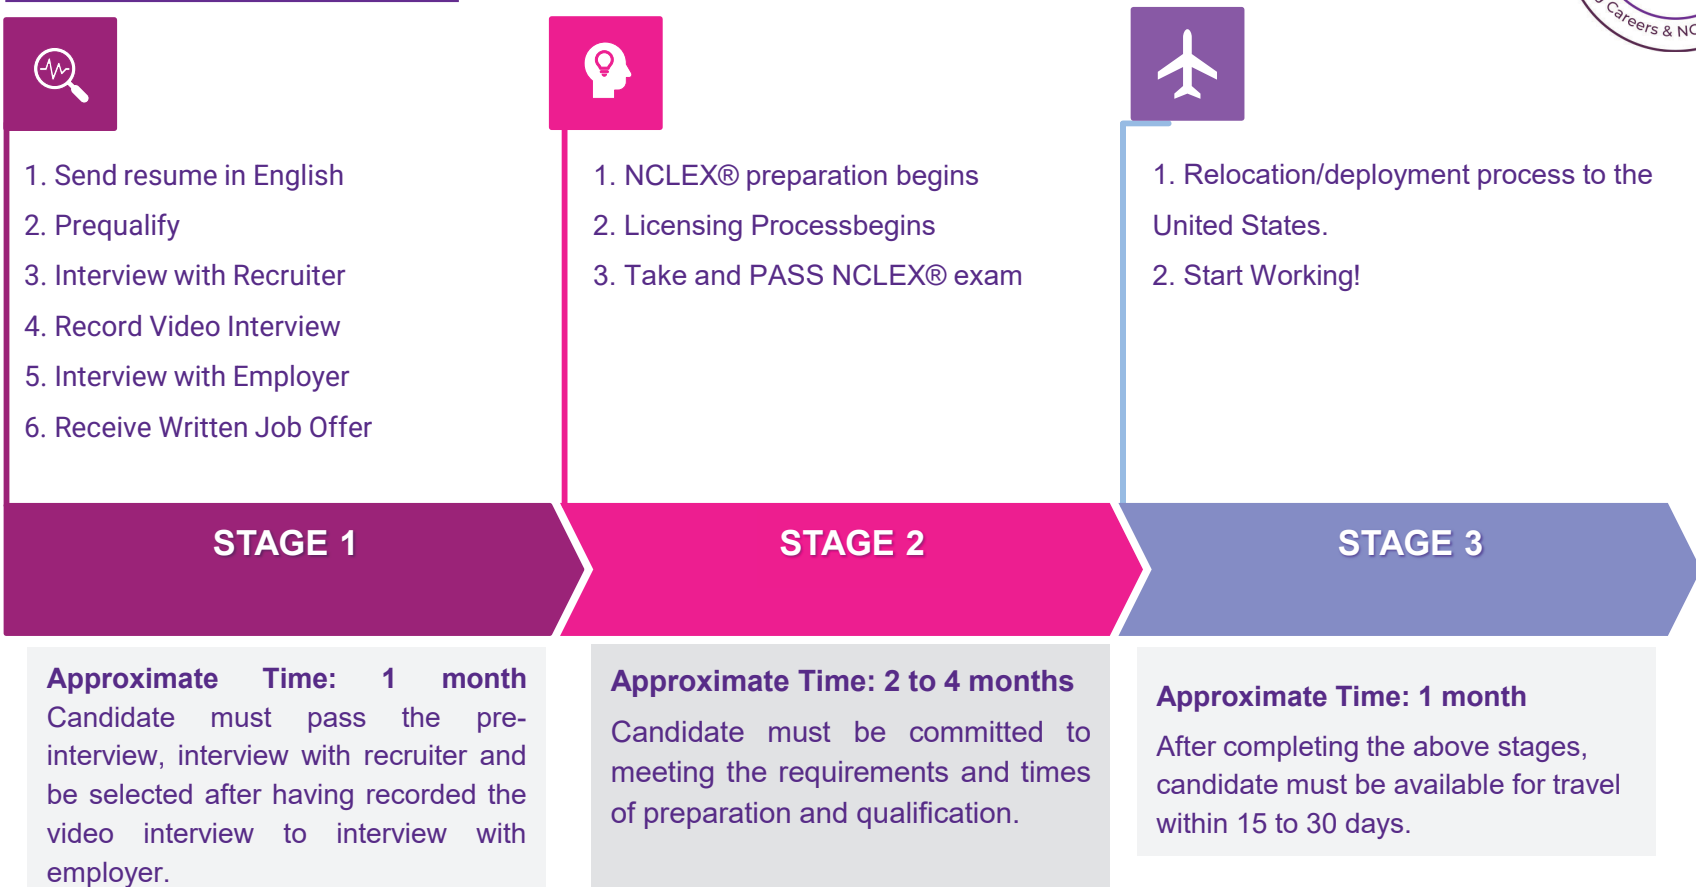 Careers & NC
1. Send resume in English
2. Prequalify
3. Interview with Recruiter
4. Record Video Interview
5. Interview with Employer
6. Receive Written Job Offer
1. NCLEX® preparation begins
2. Licensing Processbegins
3. Take and PASS NCLEX® exam
1. Relocation/deployment process to the
United States.
2. Start Working!
STAGE 1
STAGE 2
STAGE 3
Approximate Time: 1 month
Candidate must pass the pre-
interview, interview with recruiter and
be selected after having recorded the
video interview to interview with
employer.
Approximate Time: 2 to 4 months
Candidate must be committed to
meeting the requirements and times
of preparation and qualification.
Approximate Time: 1 month
After completing the above stages,
candidate must be available for travel
within 15 to 30 days.